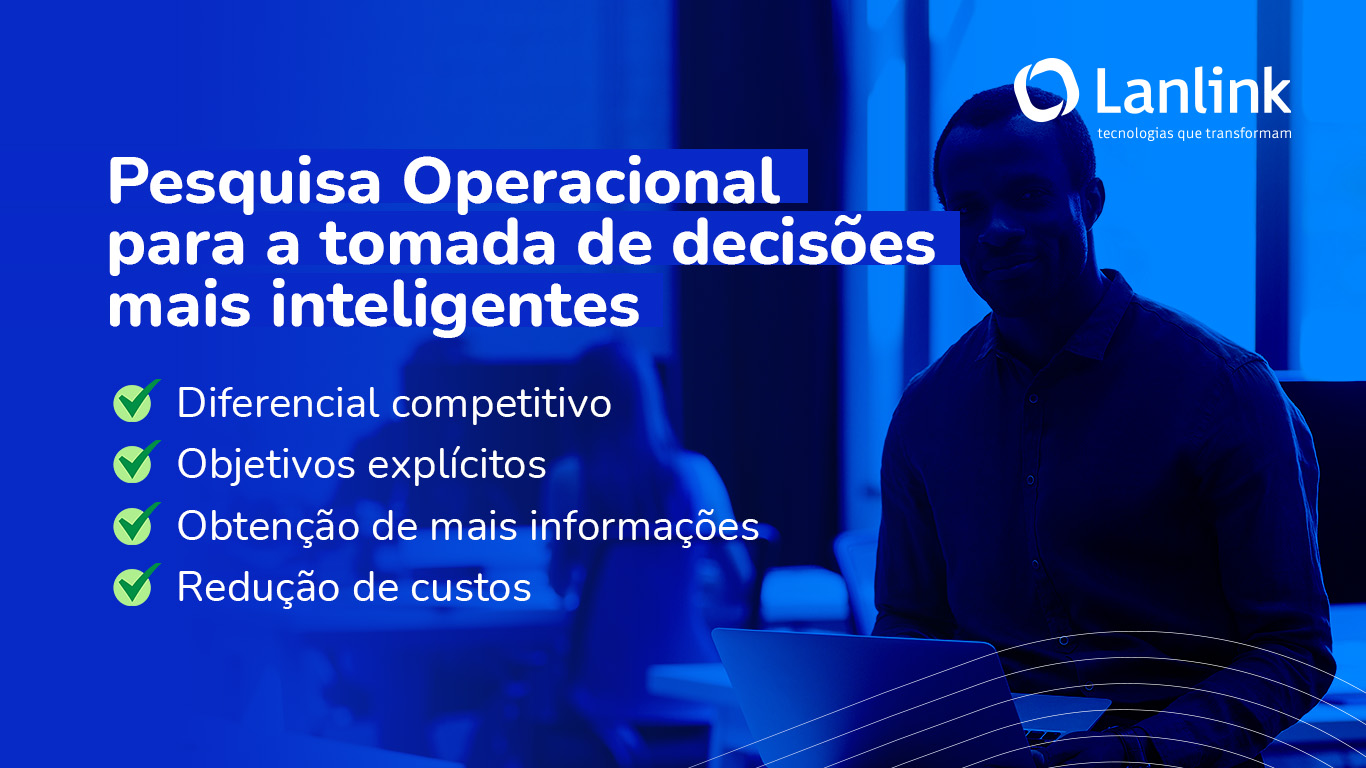 Lanlink
tecnologias que transformam
Pesquisa Operacional
para a tomada de decisões
mais inteligentes
Diferencial competitivo
Objetivos explícitos
Obtenção de mais informações
Redução de custos